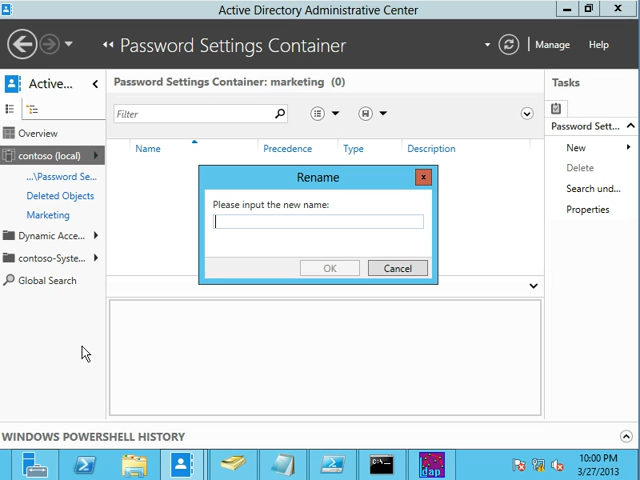 Active Directory Administrative Center
Password Settings Container
Manage
Help
Active...
Overview
contoso (local)
...\Password Se...
Deleted Objects
Marketing
Dynamic Acce...
contoso-Syste...
Global Search
Password Settings Container: marketing (0)
Filter
Name
Precedence
Type
Description
Rename
x
Please input the new name:
OK
Cancel
Tasks
Password Sett...
New
Delete
Search und...
Properties
WINDOWS POWERSHELL HISTORY
C:\
dap
10:00 PM
3/27/2013